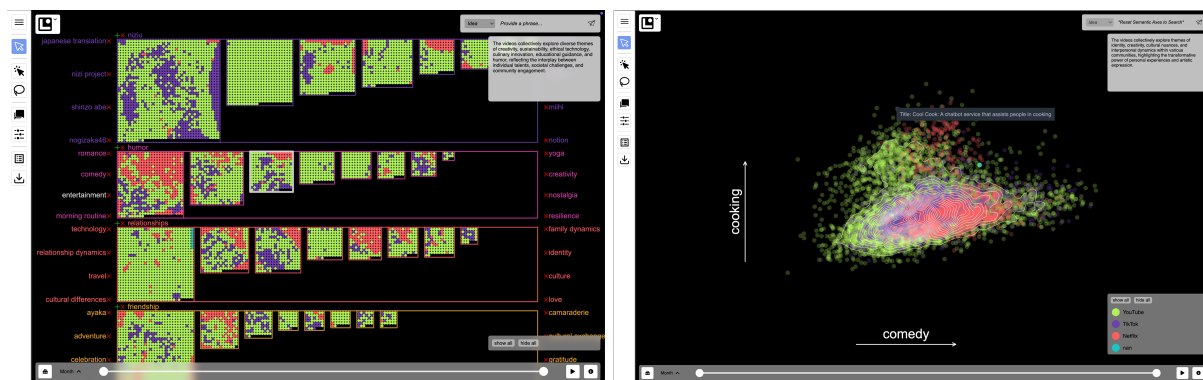 Idea
Provide a phrase...
niziu
japanese translation
The videos collectively explore diverse themes
of creativity, sustainability, ethical technology,
culinary innovation, educational guidance, and
humor, reflecting the interplay between
individual talents, societal challenges, and
community engagement.
nizi project
shinzo abe
miihi
nogizaka46
notion
humor
romance
yoga
comedy
creativity
entertainment
nostalgia
morning routine
resilience
relationships
technology
family dynamics
relationship dynamics
identity
travel
culture
cultural differences
love
friendship
ayaka
camaraderie
adventure
show all
hide all
celebration
gratitude
Month
Idea
"Reset Semantic Axes to Search"
The videos collectively explore themes of
identity, creativity, cultural nuances, and
interpersonal dynamics within various
communities, highlighting the transformative
power of personal experiences and artistic
expression.
Title: Cool Cook: A chatbot service that assists people in cooking
cooking
comedy
show all
hide all
YouTube
TikTok
Netflix
nan
Month